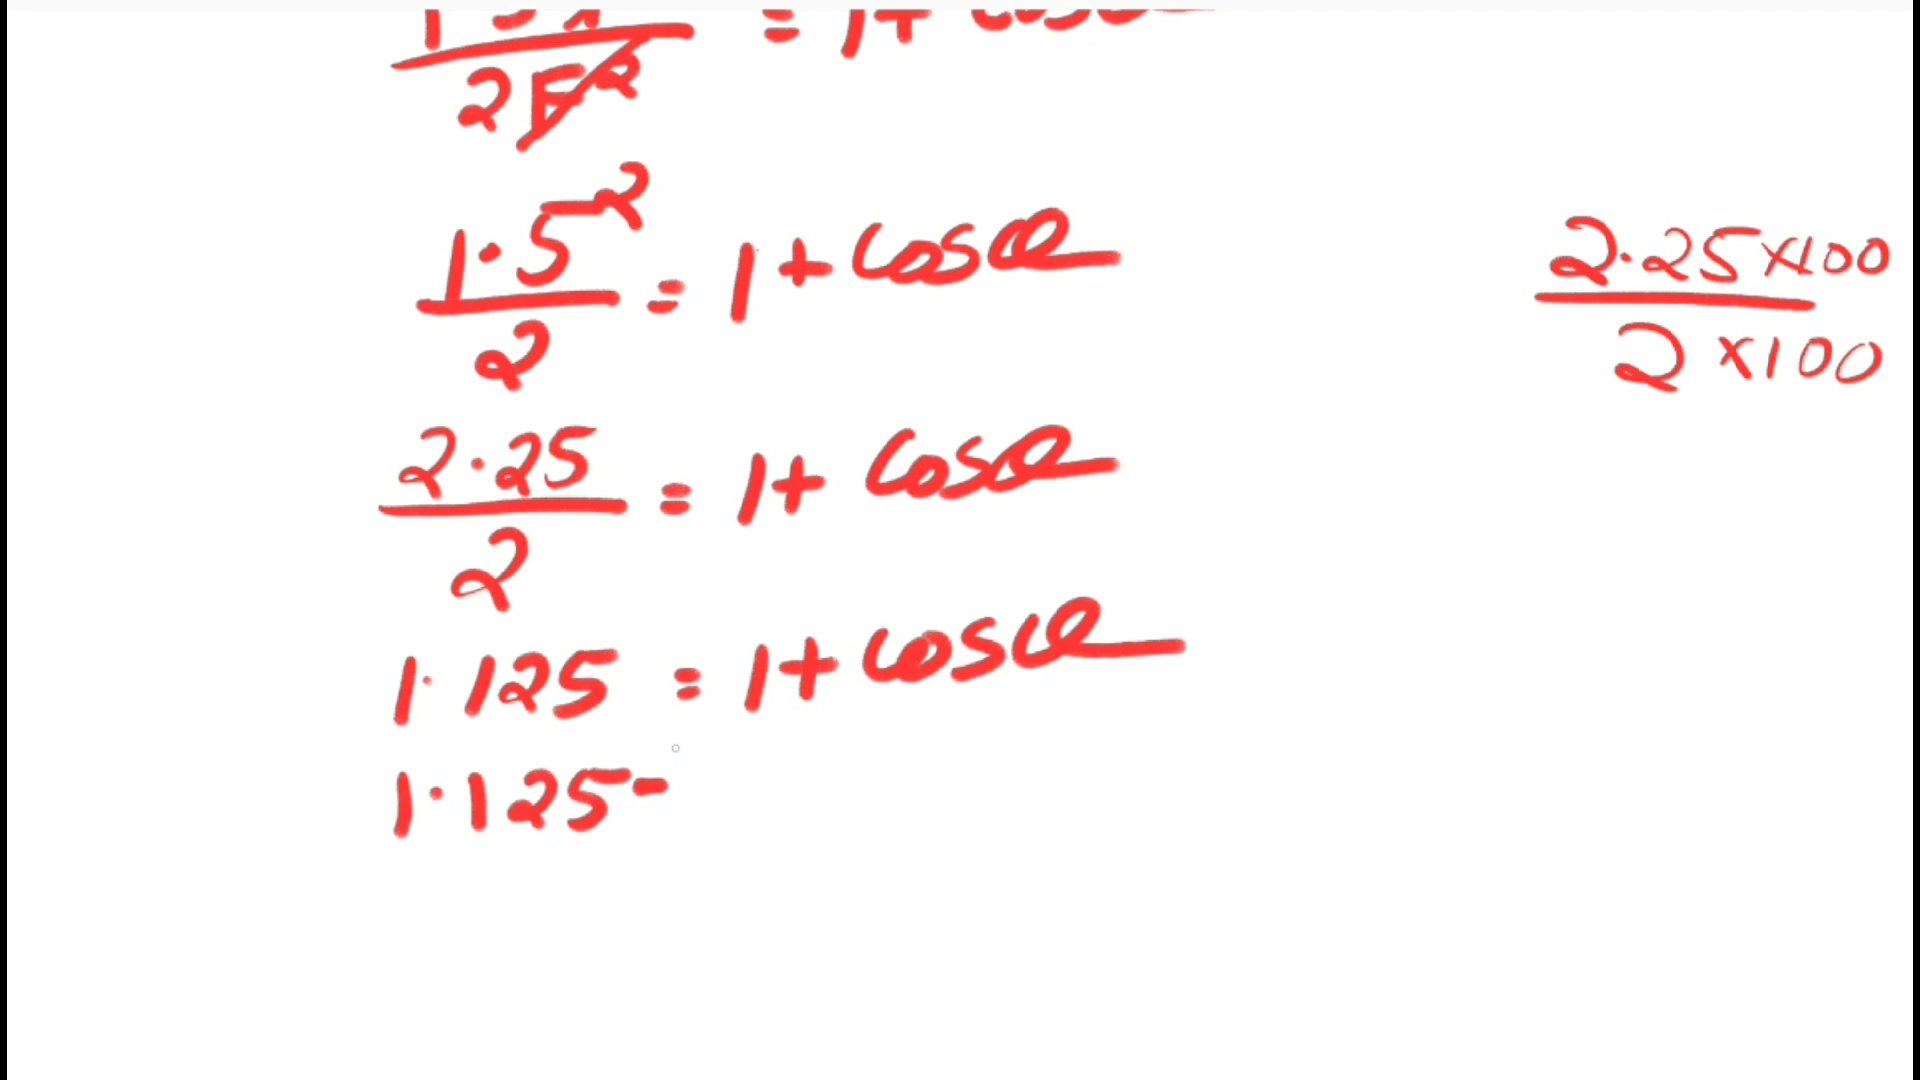 2F²
1.5²/2 = 1 + cosα
2.25/2 = 1 + cosα
1.125 = 1 + cosα
1.125 -
2.25 × 100
2 × 100